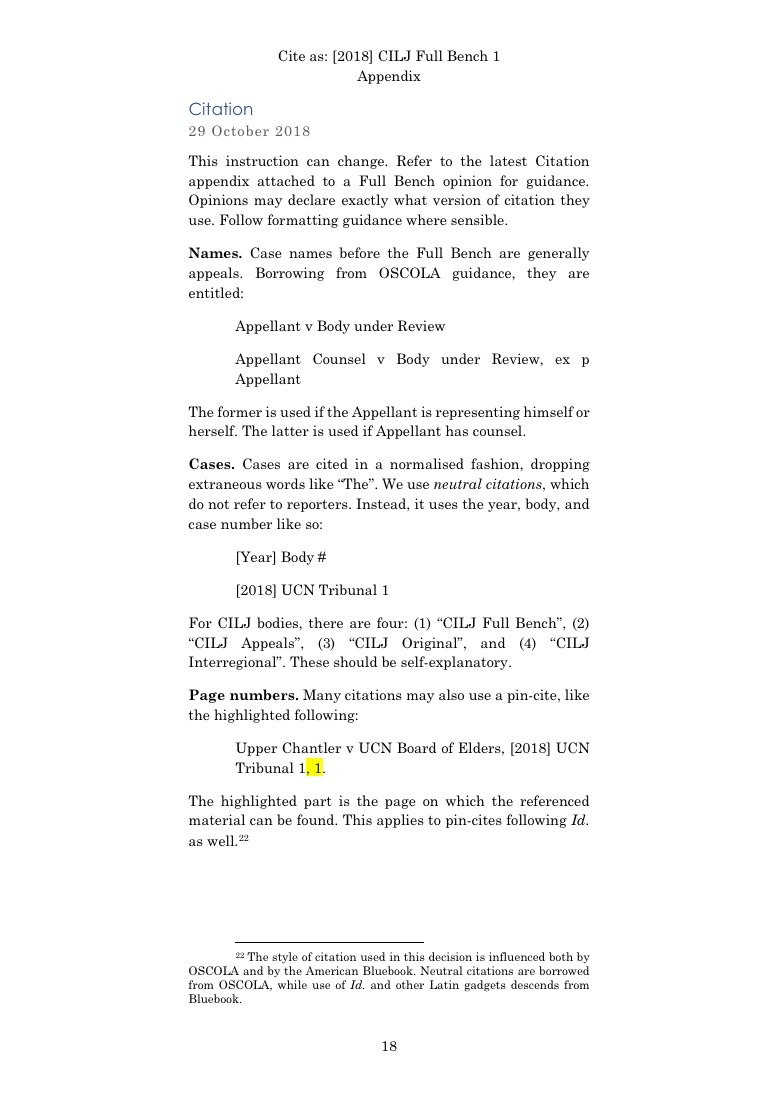 Cite as: [2018] CILJ Full Bench 1
Appendix
Citation
29 October 2018
This instruction can change. Refer to the latest Citation
appendix attached to a Full Bench opinion for guidance.
Opinions may declare exactly what version of citation they
use. Follow formatting guidance where sensible.
Names. Case names before the Full Bench are generally
appeals. Borrowing from OSCOLA guidance, they are
entitled:
Appellant v Body under Review
Appellant Counsel v Body under Review, ex p
Appellant
The former is used if the Appellant is representing himself or
herself. The latter is used if Appellant has counsel.
Cases. Cases are cited in a normalised fashion, dropping
extraneous words like “The”. We use neutral citations, which
do not refer to reporters. Instead, it uses the year, body, and
case number like so:
[Year] Body #
[2018] UCN Tribunal 1
For CILJ bodies, there are four: (1) “CILJ Full Bench”, (2)
“CILJ Appeals”, (3) “CILJ Original”, and (4) “CILJ
Interregional”. These should be self-explanatory.
Page numbers. Many citations may also use a pin-cite, like
the highlighted following:
Upper Chantler v UCN Board of Elders, [2018] UCN
Tribunal 1, 1.
The highlighted part is the page on which the referenced
material can be found. This applies to pin-cites following Id.
as well.22
22 The style of citation used in this decision is influenced both by
OSCOLA and by the American Bluebook. Neutral citations are borrowed
from OSCOLA, while use of Id. and other Latin gadgets descends from
Bluebook.
18